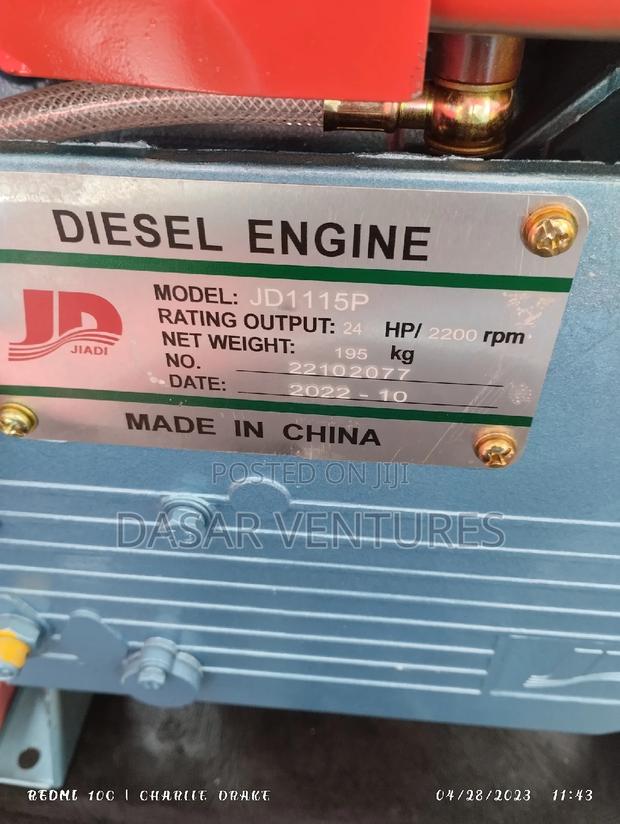 DIESEL ENGINE
JD
JIADI
MODEL: JD1115P
RATING OUTPUT: 24 HP/ 2200 rpm
NET WEIGHT: 195 kg
NO. 22102077
DATE: 2022 - 10
MADE IN CHINA
POSTED ON JIJI
DASAR VENTURES
REDMI 10C | CHARLIE DRAKE
04/28/2023 11:43